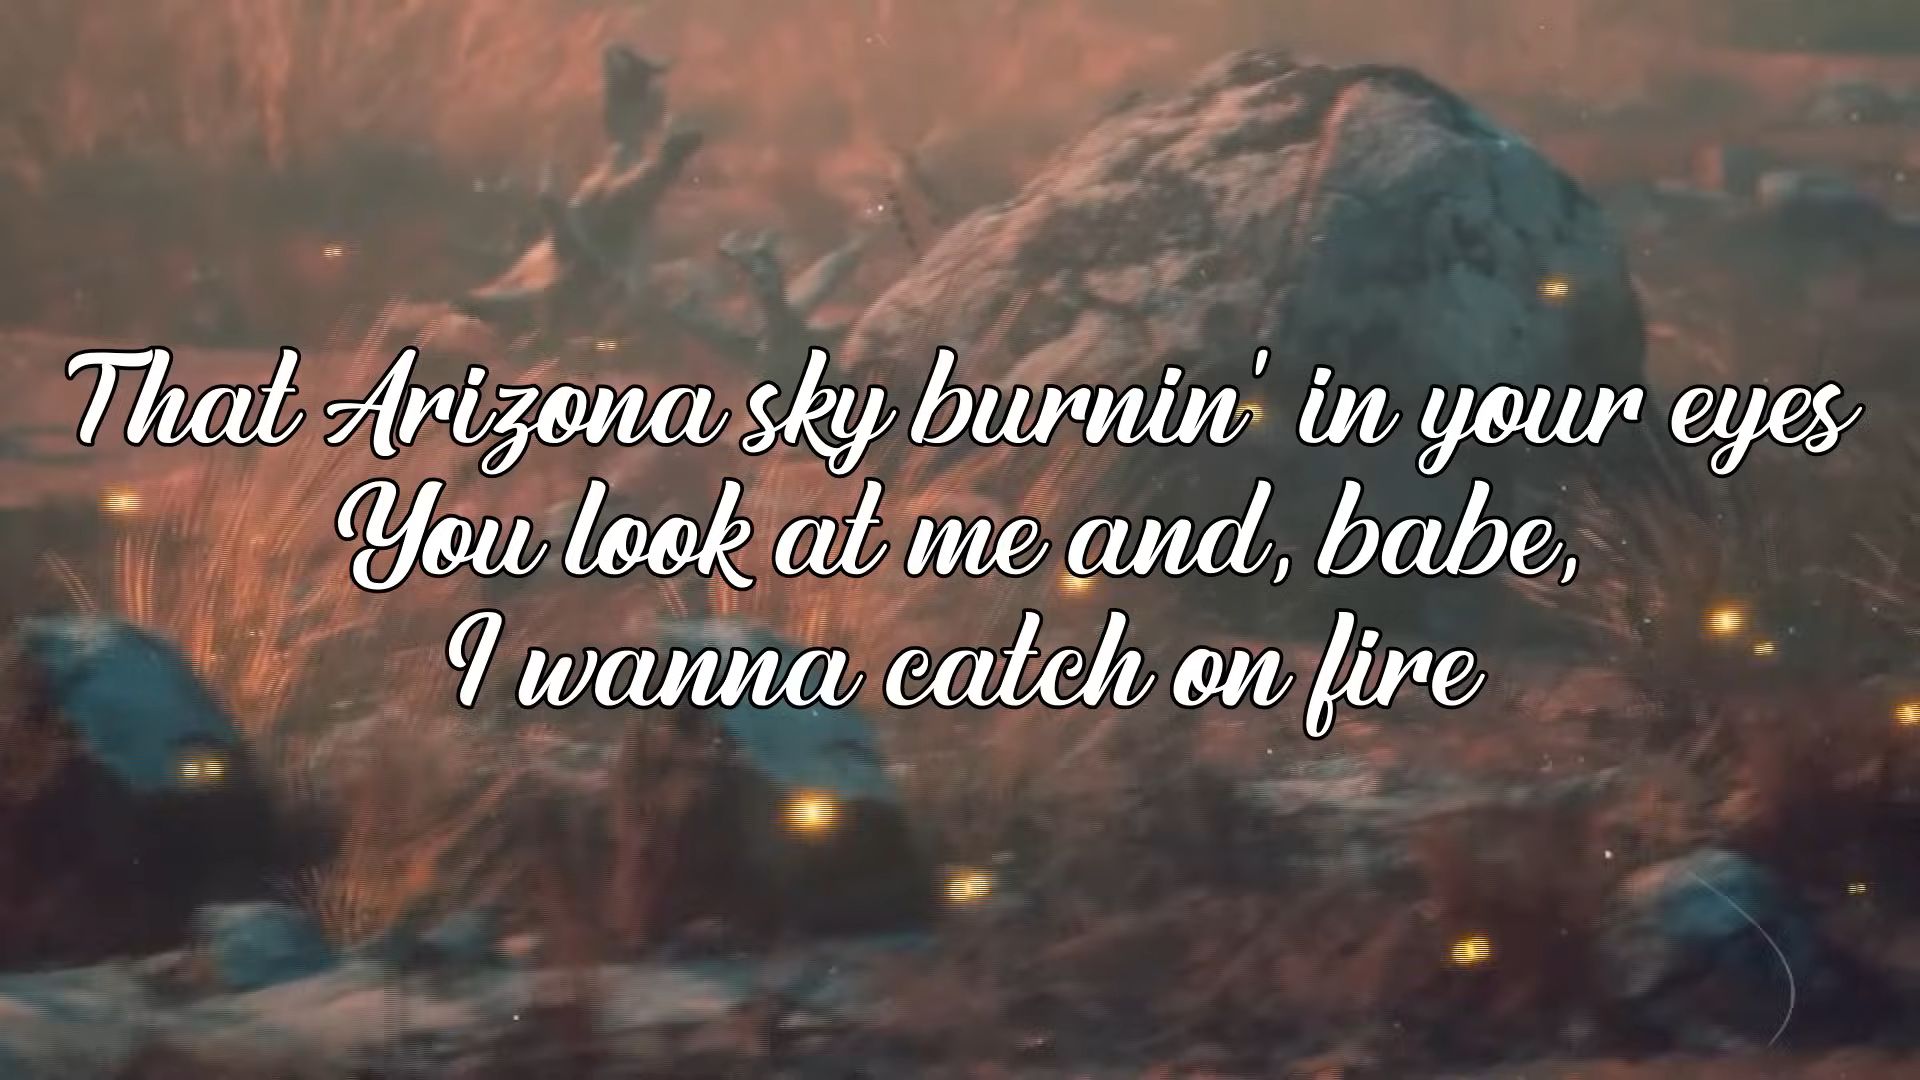 That Arizona sky burnin' in your eyes
You look at me and, babe,
I wanna catch on fire